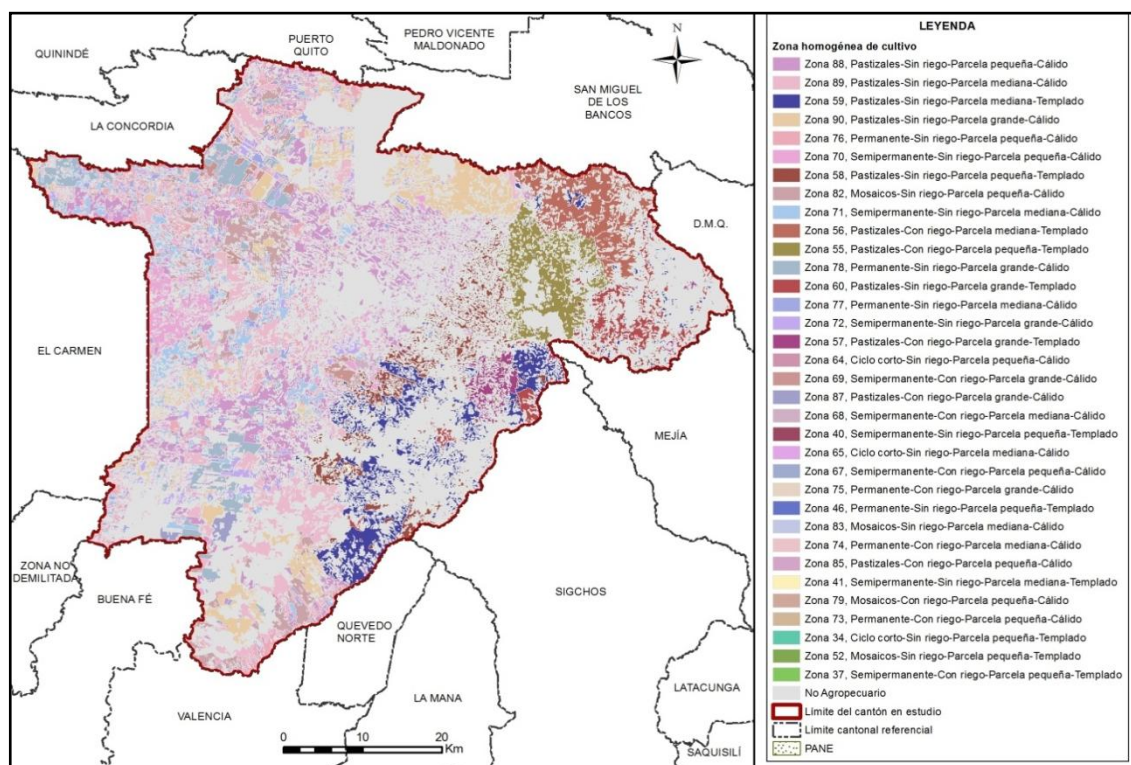 QUININDÉ
PUERTO
QUITO
PEDRO VICENTE
MALDONADO
N
SAN MIGUEL
DE LOS
BANCOS
LA CONCORDIA
D.M.Q.
EL CARMEN
MEJÍA
ZONA NO
DEMILITADA
BUENA FÉ
SIGCHOS
QUEVEDO
NORTE
LA MANA
LATACUNGA
VALENCIA
SAQUISILÍ
0 10 20
Km
LEYENDA
Zona homogénea de cultivo
Zona 88, Pastizales-Sin riego-Parcela pequeña-Cálido
Zona 89, Pastizales-Sin riego-Parcela mediana-Cálido
Zona 59, Pastizales-Sin riego-Parcela mediana-Templado
Zona 90, Pastizales-Sin riego-Parcela grande-Cálido
Zona 76, Permanente-Sin riego-Parcela pequeña-Cálido
Zona 70, Semipermanente-Sin riego-Parcela pequeña-Cálido
Zona 58, Pastizales-Sin riego-Parcela pequeña-Templado
Zona 82, Mosaicos-Sin riego-Parcela pequeña-Cálido
Zona 71, Semipermanente-Sin riego-Parcela mediana-Cálido
Zona 56, Pastizales-Con riego-Parcela mediana-Templado
Zona 55, Pastizales-Con riego-Parcela pequeña-Templado
Zona 78, Permanente-Sin riego-Parcela grande-Cálido
Zona 60, Pastizales-Sin riego-Parcela grande-Templado
Zona 77, Permanente-Sin riego-Parcela mediana-Cálido
Zona 72, Semipermanente-Sin riego-Parcela grande-Cálido
Zona 57, Pastizales-Con riego-Parcela grande-Templado
Zona 64, Ciclo corto-Sin riego-Parcela pequeña-Cálido
Zona 69, Semipermanente-Con riego-Parcela grande-Cálido
Zona 87, Pastizales-Con riego-Parcela grande-Cálido
Zona 68, Semipermanente-Con riego-Parcela mediana-Cálido
Zona 40, Semipermanente-Sin riego-Parcela pequeña-Templado
Zona 65, Ciclo corto-Sin riego-Parcela mediana-Cálido
Zona 67, Semipermanente-Con riego-Parcela pequeña-Cálido
Zona 75, Permanente-Con riego-Parcela grande-Cálido
Zona 46, Permanente-Sin riego-Parcela pequeña-Templado
Zona 83, Mosaicos-Sin riego-Parcela mediana-Cálido
Zona 74, Permanente-Con riego-Parcela mediana-Cálido
Zona 85, Pastizales-Con riego-Parcela pequeña-Cálido
Zona 41, Semipermanente-Sin riego-Parcela mediana-Templado
Zona 79, Mosaicos-Con riego-Parcela pequeña-Cálido
Zona 73, Permanente-Con riego-Parcela pequeña-Cálido
Zona 34, Ciclo corto-Sin riego-Parcela pequeña-Templado
Zona 52, Mosaicos-Sin riego-Parcela pequeña-Templado
Zona 37, Semipermanente-Con riego-Parcela pequeña-Templado
No Agropecuario
Límite del cantón en estudio
Limite cantonal referencial
PANE